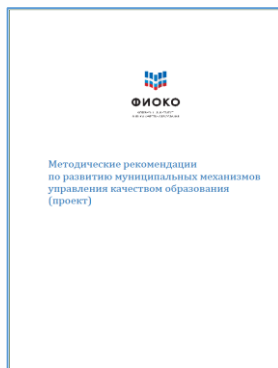 ФИОКО
Методические рекомендации
по развитию муниципальных механизмов
управления качеством образования
(проект)